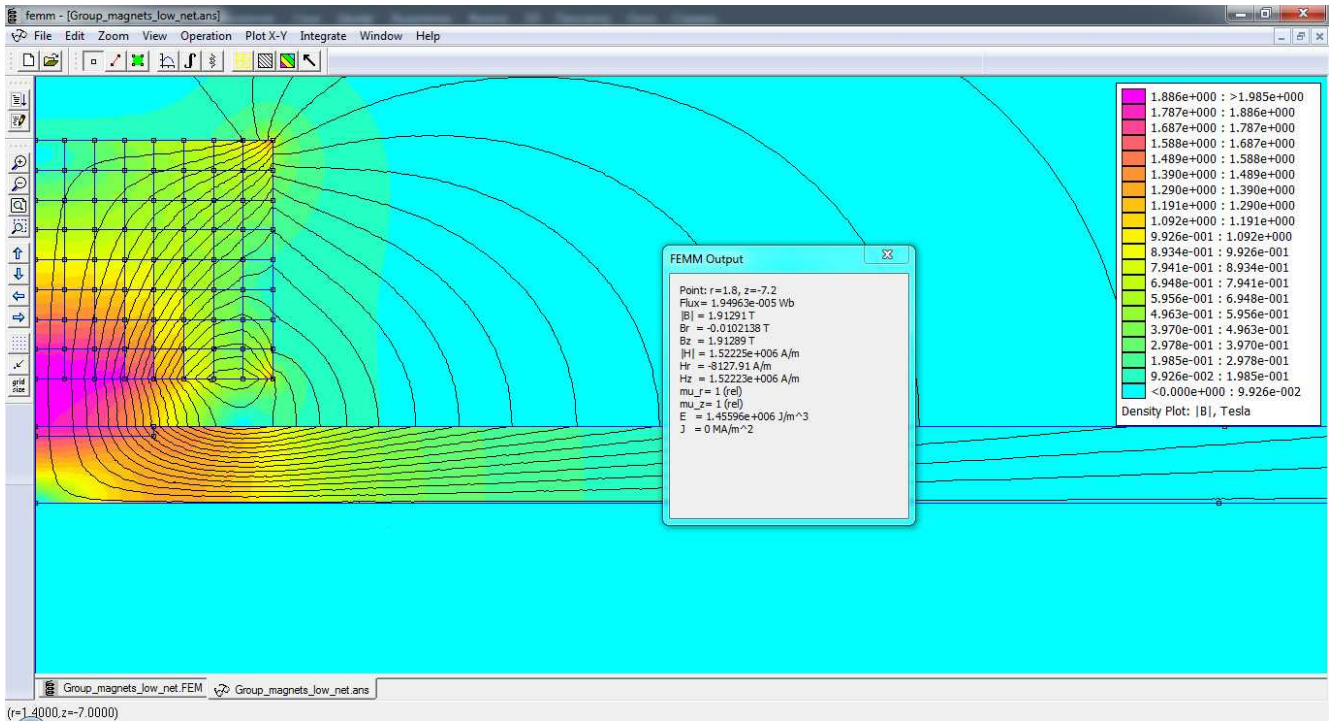 femm - [Group_magnets_low_net.ans]
File Edit Zoom View Operation Plot X-Y Integrate Window Help
grid
size
1.886e+000 : >1.985e+000
1.787e+000 : 1.886e+000
1.687e+000 : 1.787e+000
1.588e+000 : 1.687e+000
1.489e+000 : 1.588e+000
1.390e+000 : 1.489e+000
1.290e+000 : 1.390e+000
1.191e+000 : 1.290e+000
1.092e+000 : 1.191e+000
9.926e-001 : 1.092e+000
8.934e-001 : 9.926e-001
7.941e-001 : 8.934e-001
6.948e-001 : 7.941e-001
5.956e-001 : 6.948e-001
4.963e-001 : 5.956e-001
3.970e-001 : 4.963e-001
2.978e-001 : 3.970e-001
1.985e-001 : 2.978e-001
9.926e-002 : 1.985e-001
<0.000e+000 : 9.926e-002
Density Plot: |B|, Tesla
FEMM Output
Point: r=1.8, z=-7.2
Flux= 1.94963e-005 Wb
|B| = 1.91291 T
Br = -0.0102138 T
Bz = 1.91289 T
|H| = 1.52225e+006 A/m
Hr = -8127.91 A/m
Hz = 1.52223e+006 A/m
mu_r= 1 (rel)
mu_z= 1 (rel)
E = 1.45596e+006 J/m^3
J = 0 MA/m^2
Group_magnets_low_net.FEM Group_magnets_low_net.ans
(r=1.4000,z=-7.0000)